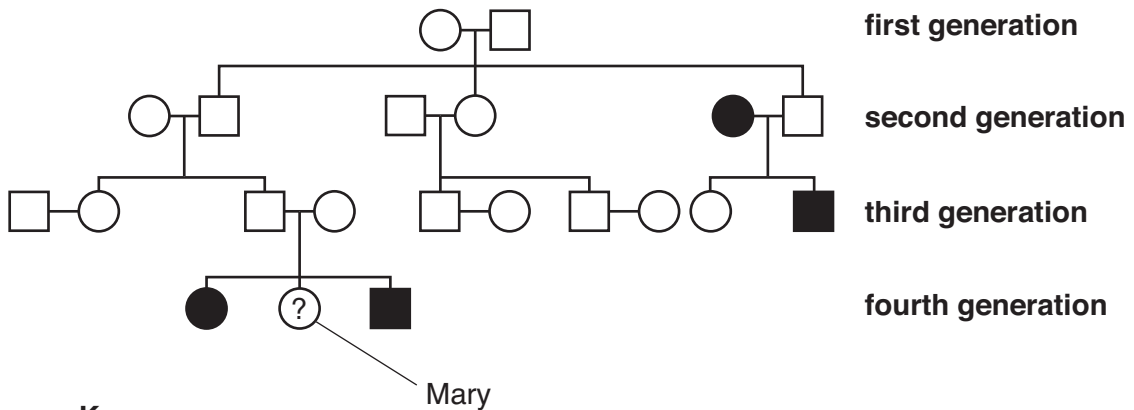 first generation
second generation
third generation
?
fourth generation
Mary